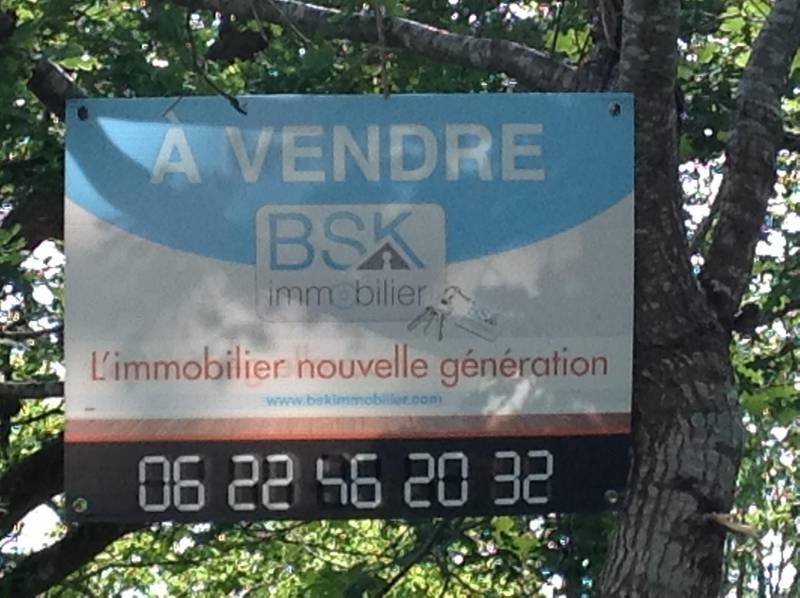 À VENDRE
BSK
immobilier
L'immobilier nouvelle génération
www.bskimmobilier.com
06 22 46 20 32